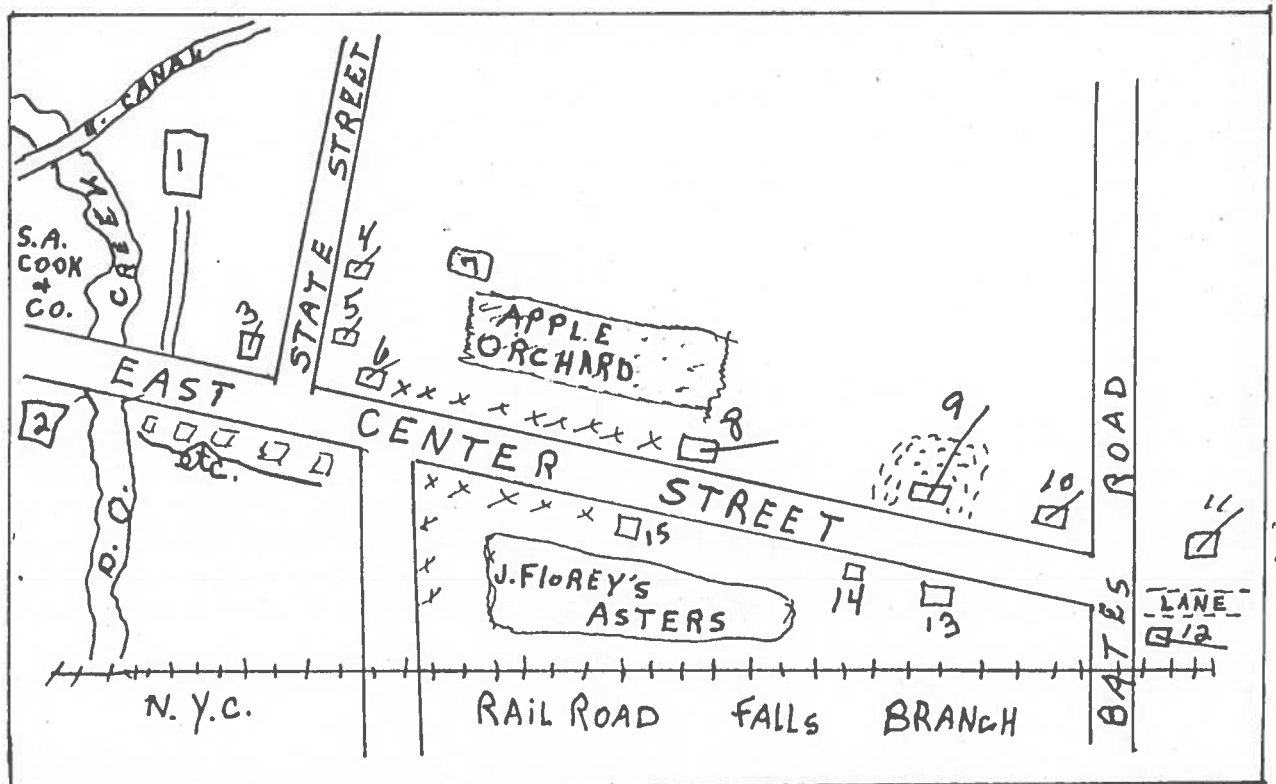 E. CANAL
STATE STREET
1
CREEK
S.A.
COOK
&
CO.
3
4
5
6
7
APPLE
ORCHARD
EAST CENTER STREET
2
etc.
8
9
10
11
BATES ROAD
x x x x x x x x x x
x x x x x
x
x
x
15
J. FlOREY'S
ASTERS
14
13
LANE
12
N.Y.C. RAIL ROAD FALLS BRANCH